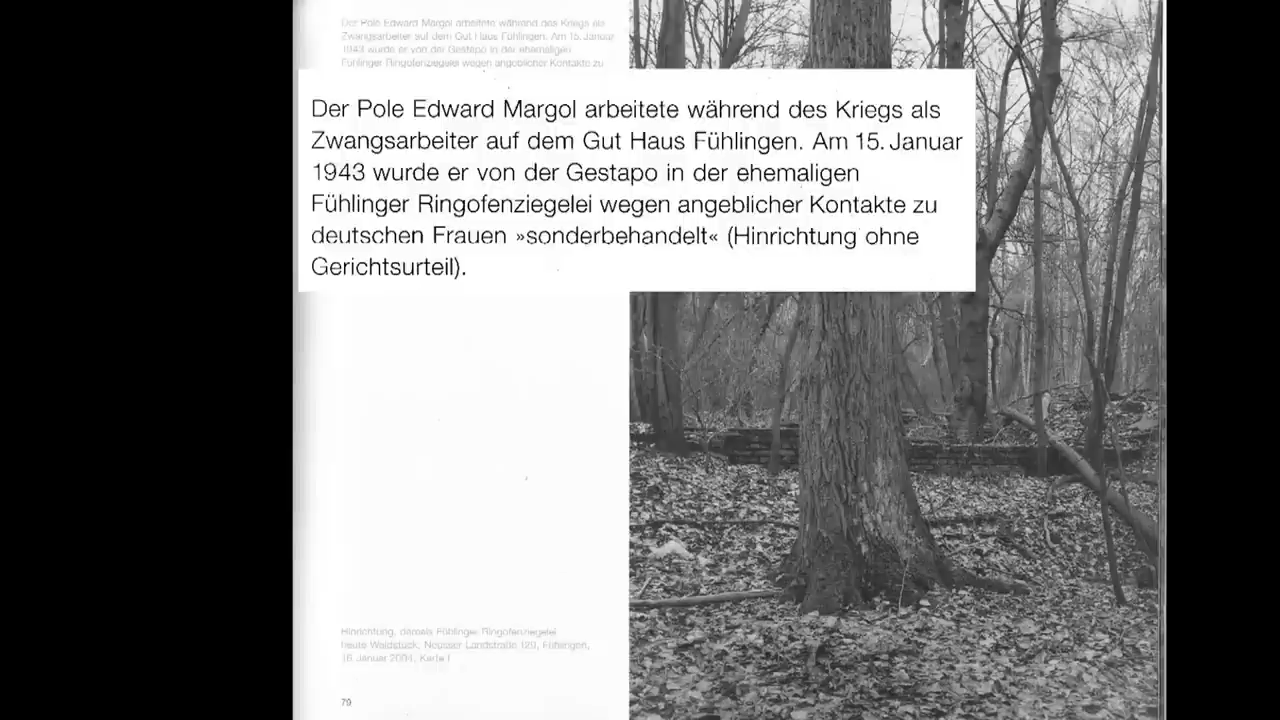 Der Pole Edward Margol arbeitete während des Kriegs als
Zwangsarbeiter auf dem Gut Haus Fühlingen. Am 15. Januar
1943 wurde er von der Gestapo in der ehemaligen
Fühlinger Ringofenziegelei wegen angeblicher Kontakte zu
Der Pole Edward Margol arbeitete während des Kriegs als
Zwangsarbeiter auf dem Gut Haus Fühlingen. Am 15. Januar
1943 wurde er von der Gestapo in der ehemaligen
Fühlinger Ringofenziegelei wegen angeblicher Kontakte zu
deutschen Frauen »sonderbehandelt« (Hinrichtung ohne
Gerichtsurteil).
Hinrichtung, damals Fühlinger Ringofenziegelei
heute Waldstück, Neusser Landstraße 129, Fühlingen,
16. Januar 2004, Karte I
79